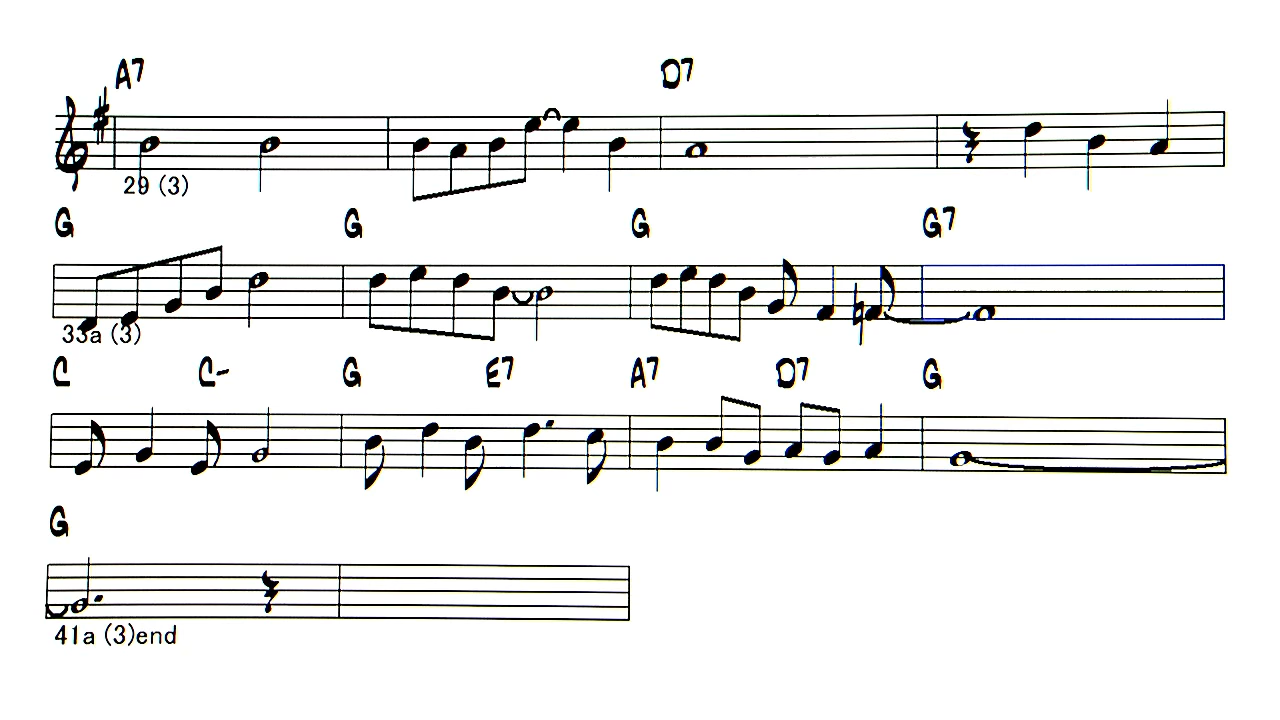 A7 D7
29 (3)
G G G G7
33a (3)
C C- G E7 A7 D7 G
G
41a (3)end